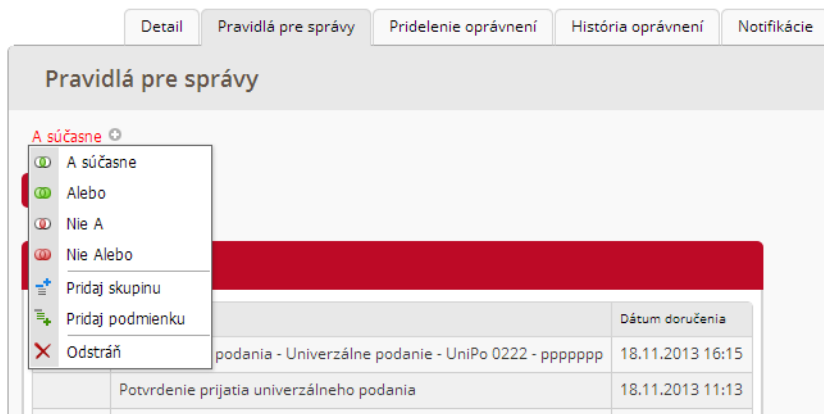 Detail Pravidlá pre správy Pridelenie oprávnení História oprávnení Notifikácie
Pravidlá pre správy
A súčasne
A súčasne
Alebo
Nie A
Nie Alebo
Pridaj skupinu
Pridaj podmienku
Odstráň
Dátum doručenia
podania - Univerzálne podanie - UniPo 0222 - ppppppp 18.11.2013 16:15
Potvrdenie prijatia univerzálneho podania 18.11.2013 11:13